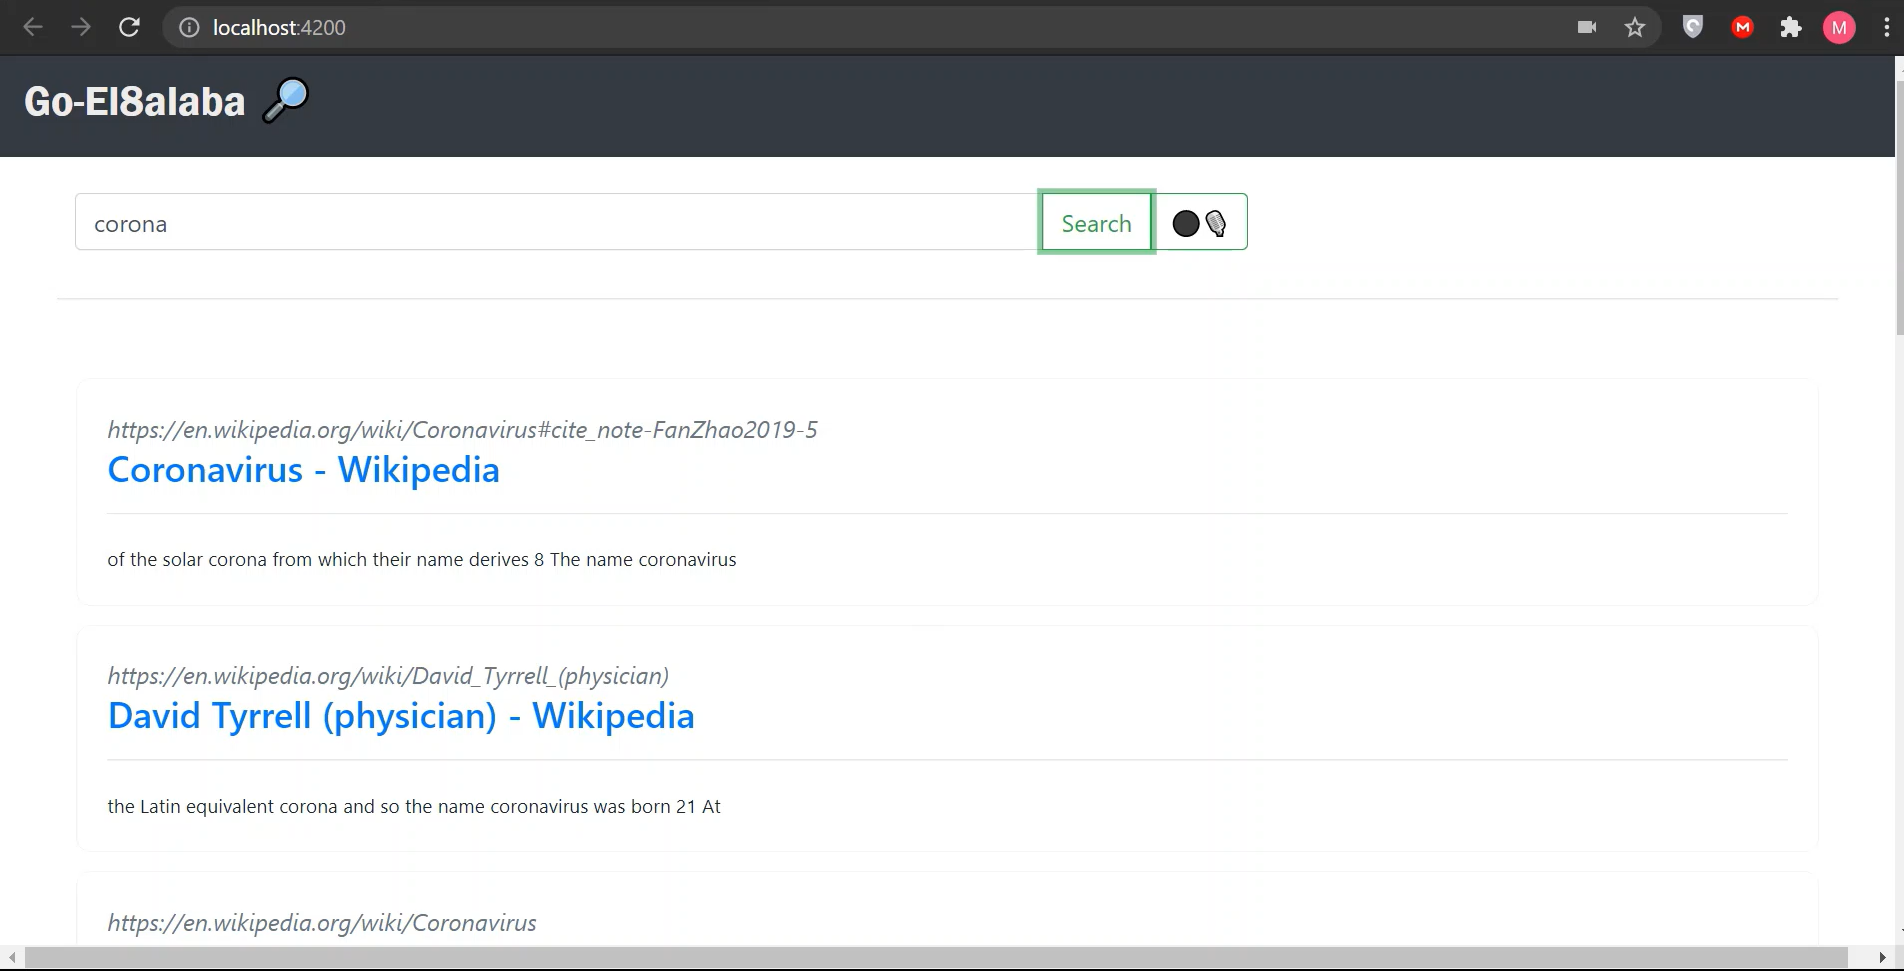 localhost:4200
M
M
Go-El8alaba
corona
Search
https://en.wikipedia.org/wiki/Coronavirus#cite_note-FanZhao2019-5
Coronavirus - Wikipedia
of the solar corona from which their name derives 8 The name coronavirus
https://en.wikipedia.org/wiki/David_Tyrrell_(physician)
David Tyrrell (physician) - Wikipedia
the Latin equivalent corona and so the name coronavirus was born 21 At
https://en.wikipedia.org/wiki/Coronavirus